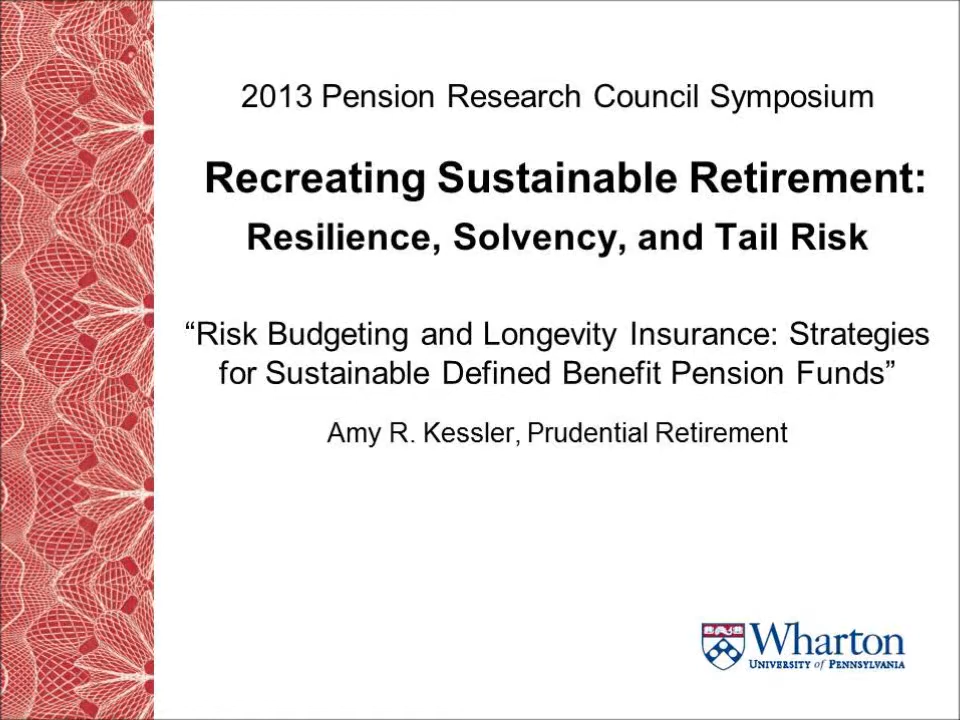 2013 Pension Research Council Symposium
Recreating Sustainable Retirement:
Resilience, Solvency, and Tail Risk
“Risk Budgeting and Longevity Insurance: Strategies
for Sustainable Defined Benefit Pension Funds”
Amy R. Kessler, Prudential Retirement
Wharton
UNIVERSITY of PENNSYLVANIA